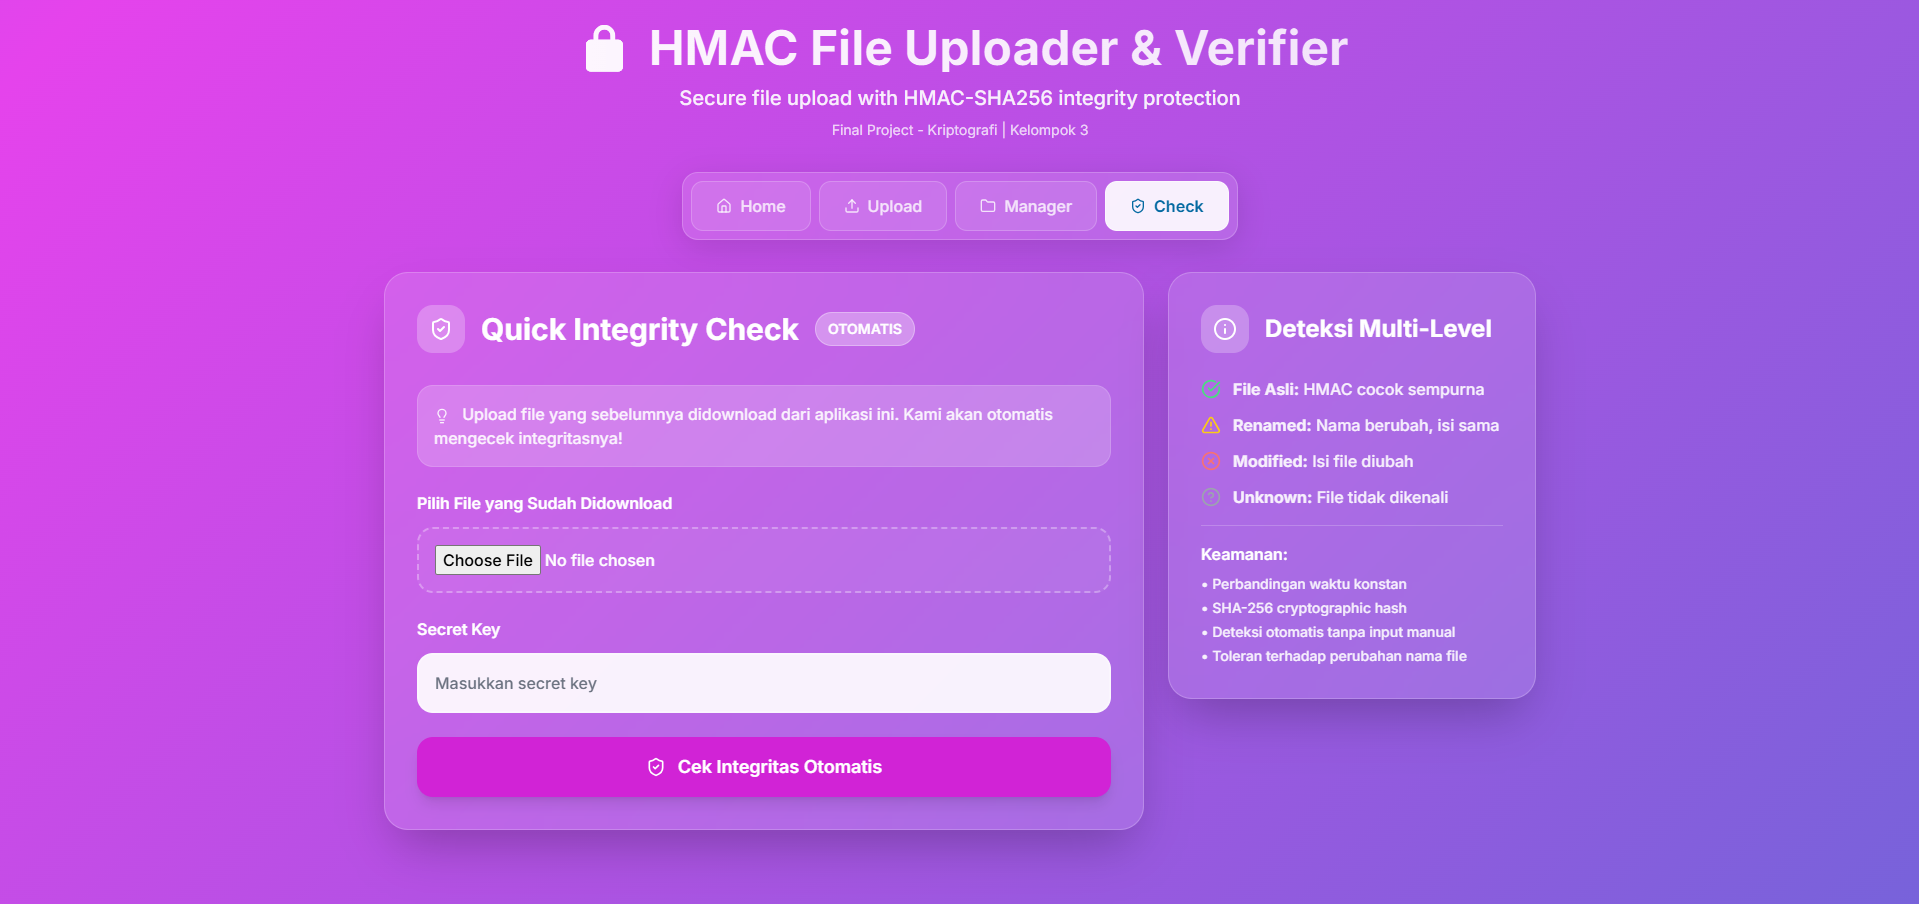 HMAC File Uploader & Verifier
Secure file upload with HMAC-SHA256 integrity protection
Final Project - Kriptografi | Kelompok 3
Home
Upload
Manager
Check
Quick Integrity Check
OTOMATIS
Upload file yang sebelumnya didownload dari aplikasi ini. Kami akan otomatis
mengecek integritasnya!
Pilih File yang Sudah Didownload
Choose File No file chosen
Secret Key
Masukkan secret key
Cek Integritas Otomatis
Deteksi Multi-Level
File Asli: HMAC cocok sempurna
Renamed: Nama berubah, isi sama
Modified: Isi file diubah
Unknown: File tidak dikenali
Keamanan:
• Perbandingan waktu konstan
• SHA-256 cryptographic hash
• Deteksi otomatis tanpa input manual
• Toleran terhadap perubahan nama file